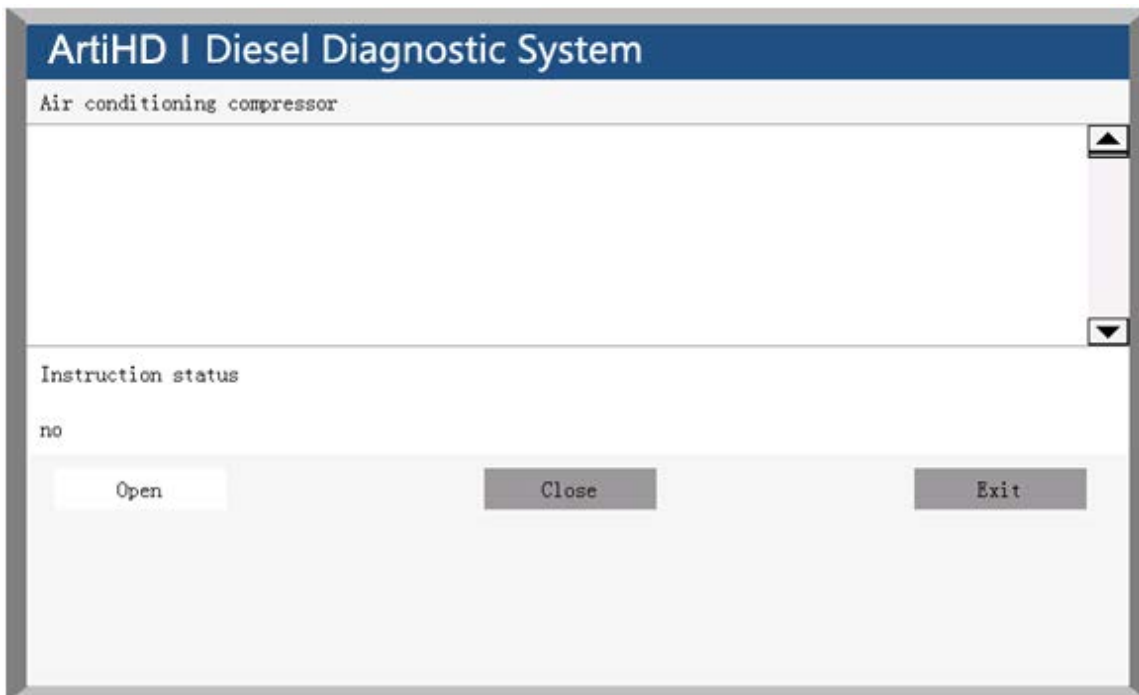 ArtiHD I Diesel Diagnostic System
Air conditioning compressor
Instruction status
no
Open Close Exit